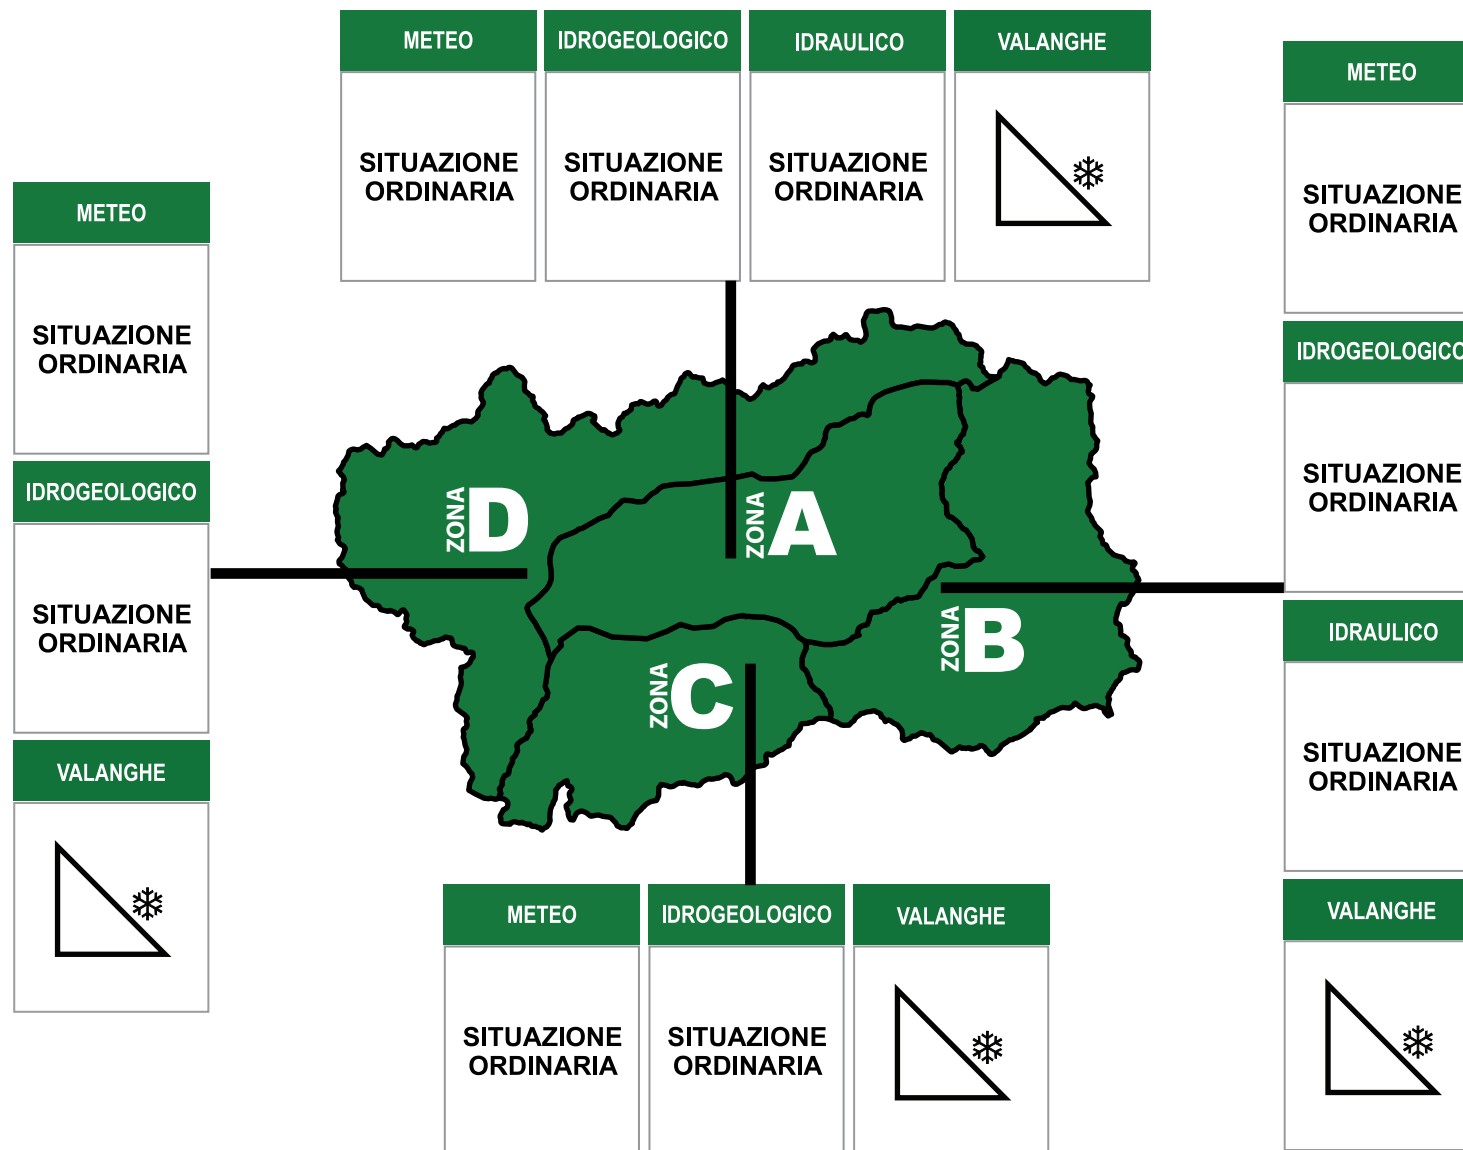 METEO IDROGEOLOGICO IDRAULICO VALANGHE
SITUAZIONE SITUAZIONE SITUAZIONE
ORDINARIA ORDINARIA ORDINARIA
METEO
SITUAZIONE
ORDINARIA
IDROGEOLOGICO
SITUAZIONE
ORDINARIA
VALANGHE
ZONA D
ZONA A
ZONA B
ZONA C
METEO
SITUAZIONE
ORDINARIA
IDROGEOLOGICO
SITUAZIONE
ORDINARIA
IDRAULICO
SITUAZIONE
ORDINARIA
VALANGHE
METEO IDROGEOLOGICO VALANGHE
SITUAZIONE SITUAZIONE
ORDINARIA ORDINARIA